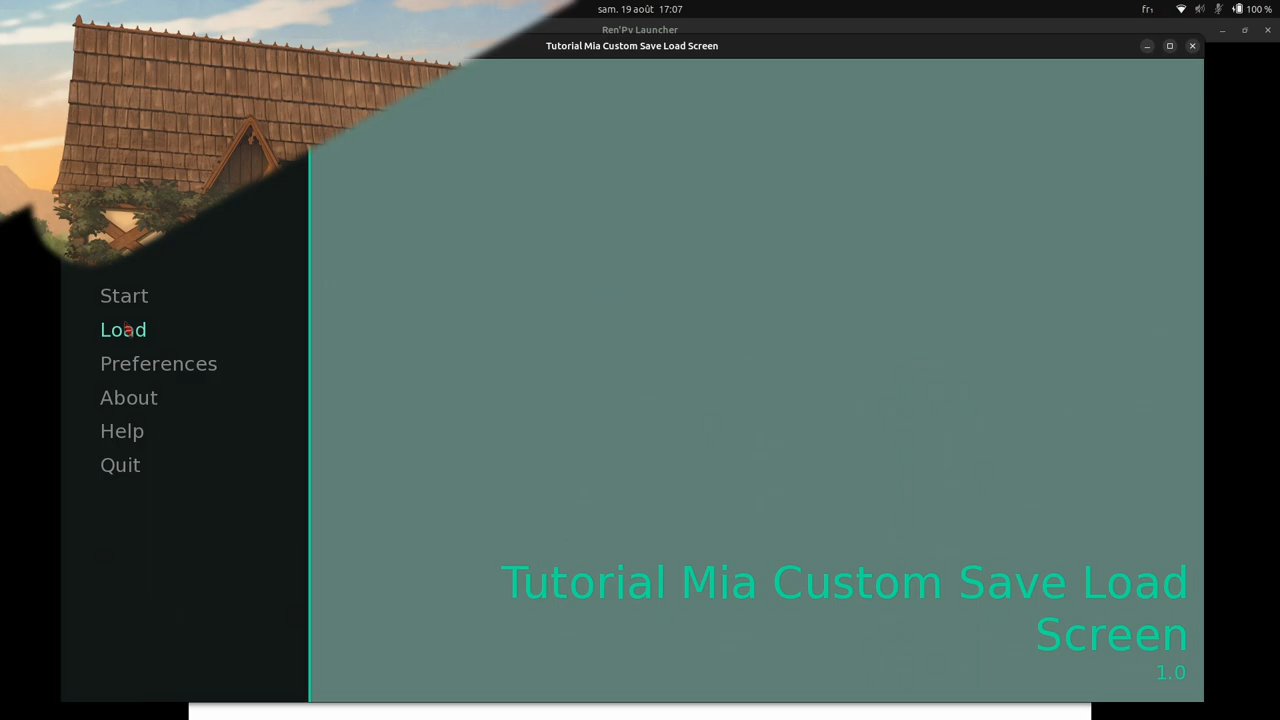 sam. 19 août 17:07
fr₁
100 %
Ren'Py Launcher
Tutorial Mia Custom Save Load Screen
Start
Load
Preferences
About
Help
Quit
Tutorial Mia Custom Save Load
Screen
1.0